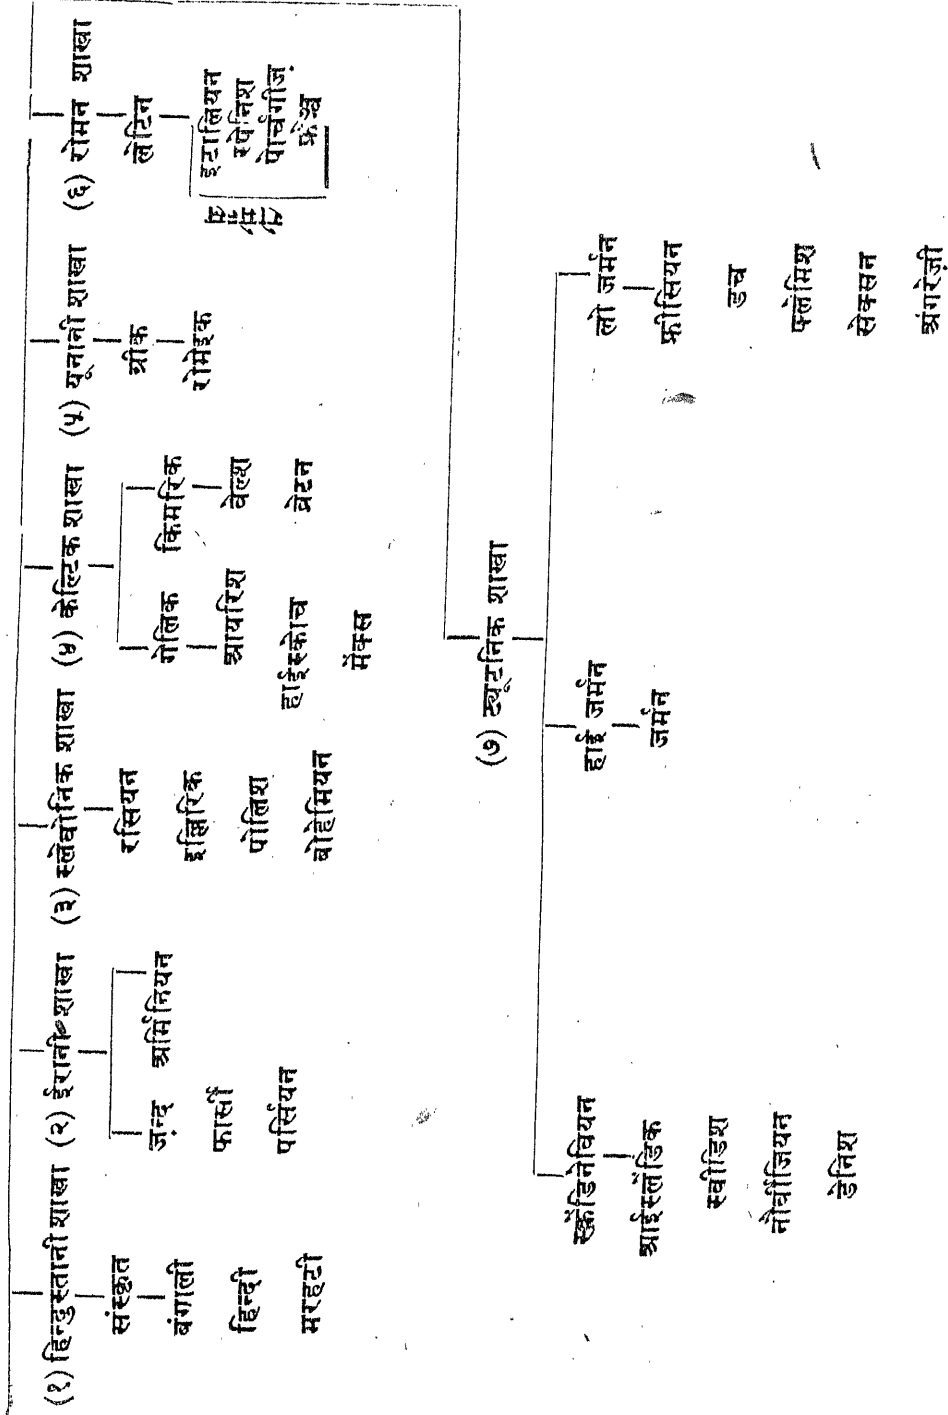 (१) हिन्दुस्तानी शाखा (२) ईरानी शाखा (३) स्लेवोनिक शाखा (४) केल्टिक शाखा (५) यूनानी शाखा (६) रोमन शाखा
संस्कृत
बंगाली
हिन्दी
मरहटी
ज़न्द अर्मिनियन
फार्सी
पर्सियन
रसियन
इल्लिरिक
पोलिश
बोहेमियन
गेलिक किमरिक
आयरिश वेल्श
हाईस्कोच ब्रेटन
मेंक्स
ग्रीक
रोमेइक
लेटिन
इटालियन
स्पेनिश
पोर्चगीज़
फ्रेञ्च
(७) ट्यूटनिक शाखा
स्कॅंडिनेवियन हाई जर्मन लो जर्मन
आईस्लेंडिक जर्मन फ्रीसियन
स्वीडिश डच
नौर्वीजियन फ्लेमिश
डेनिश सेक्सन
अंगरेज़ी